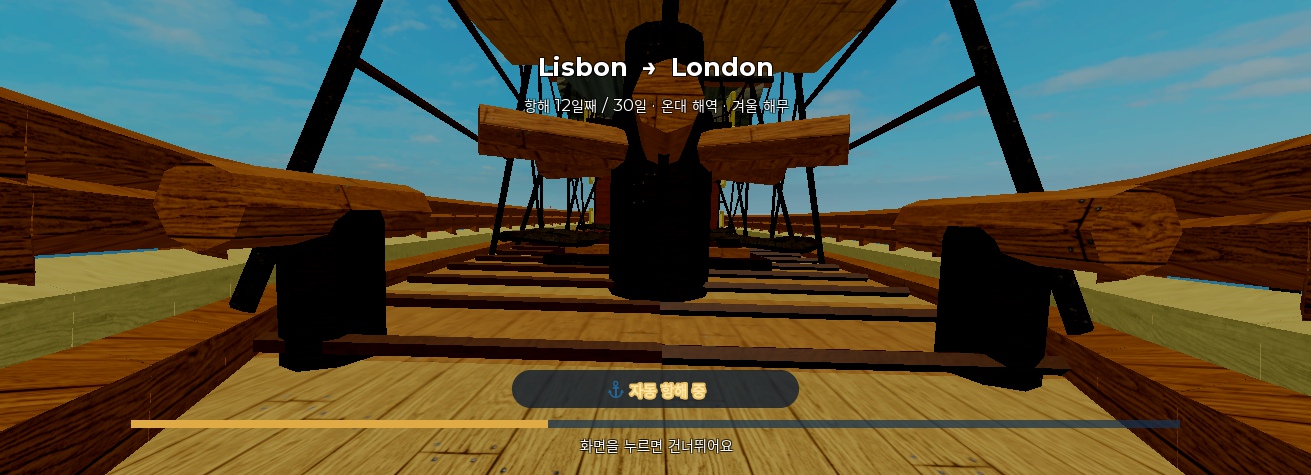 Lisbon → London
항해 12일째 / 30일 · 온대 해역 · 겨울 해무
⚓ 자동 항해 중
화면을 누르면 건너뛰어요